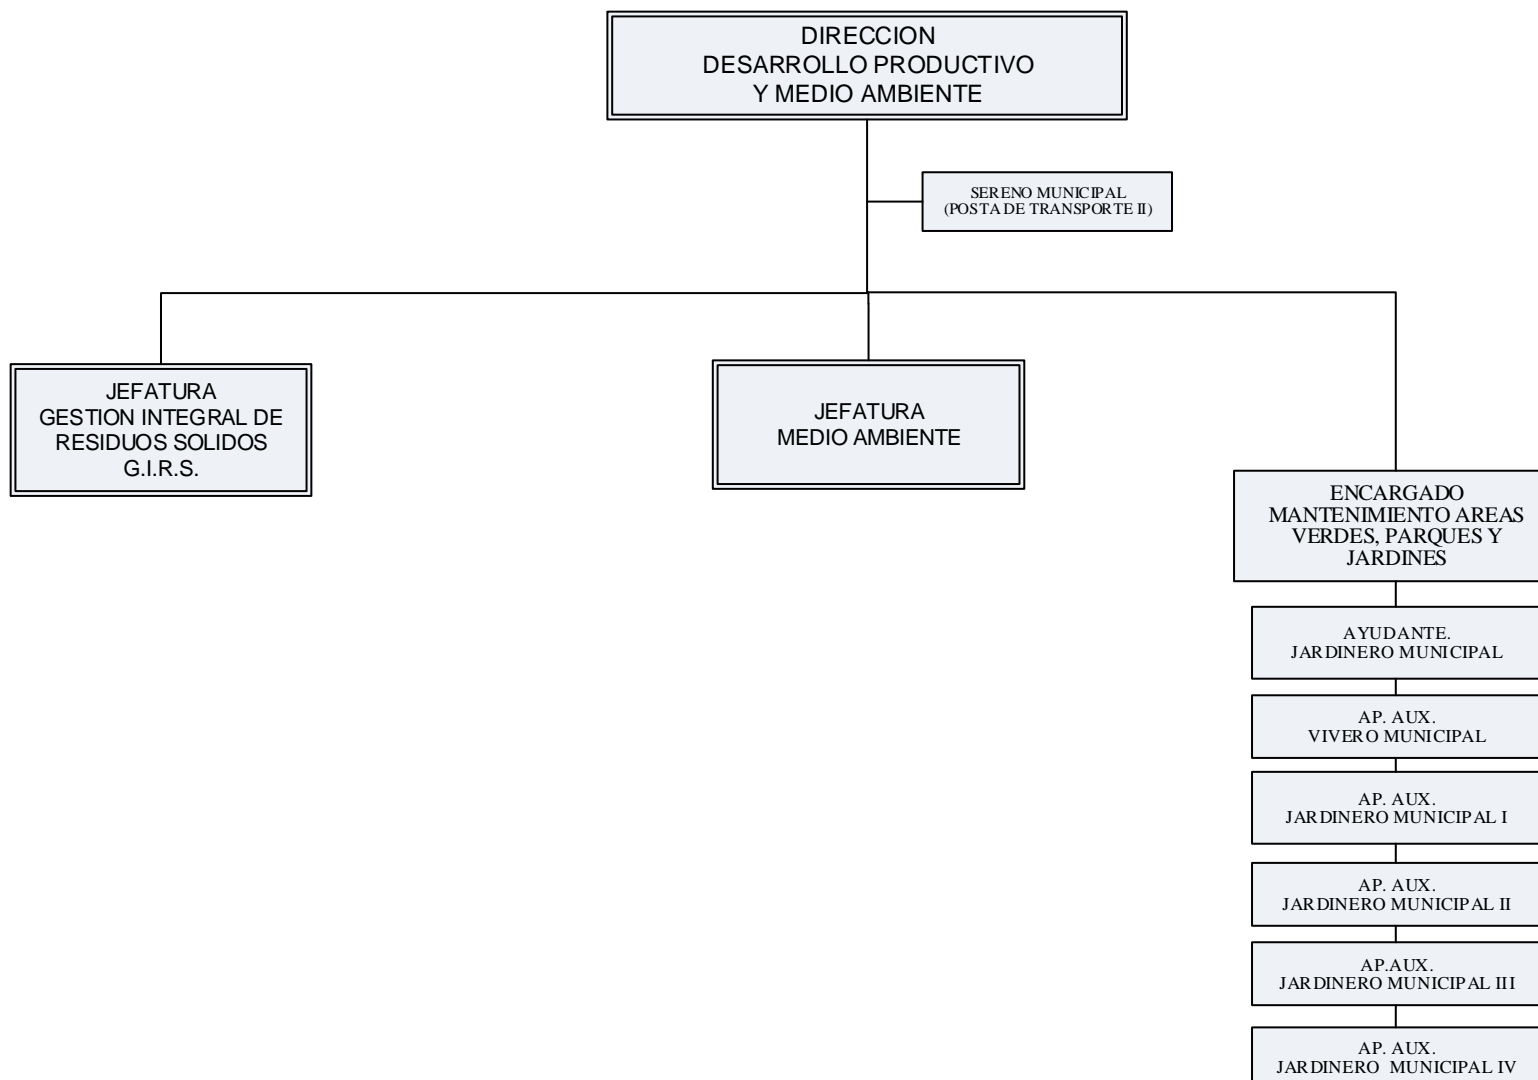 DIRECCION
DESARROLLO PRODUCTIVO
Y MEDIO AMBIENTE
SERENO MUNICIPAL
(POSTA DE TRANSPORTE II)
JEFATURA
GESTION INTEGRAL DE
RESIDUOS SOLIDOS
G.I.R.S.
JEFATURA
MEDIO AMBIENTE
ENCARGADO
MANTENIMIENTO AREAS
VERDES, PARQUES Y
JARDINES
AYUDANTE.
JARDINERO MUNICIPAL
AP. AUX.
VIVERO MUNICIPAL
AP. AUX.
JARDINERO MUNICIPAL I
AP. AUX.
JARDINERO MUNICIPAL II
AP.AUX.
JARDINERO MUNICIPAL III
AP. AUX.
JARDINERO MUNICIPAL IV